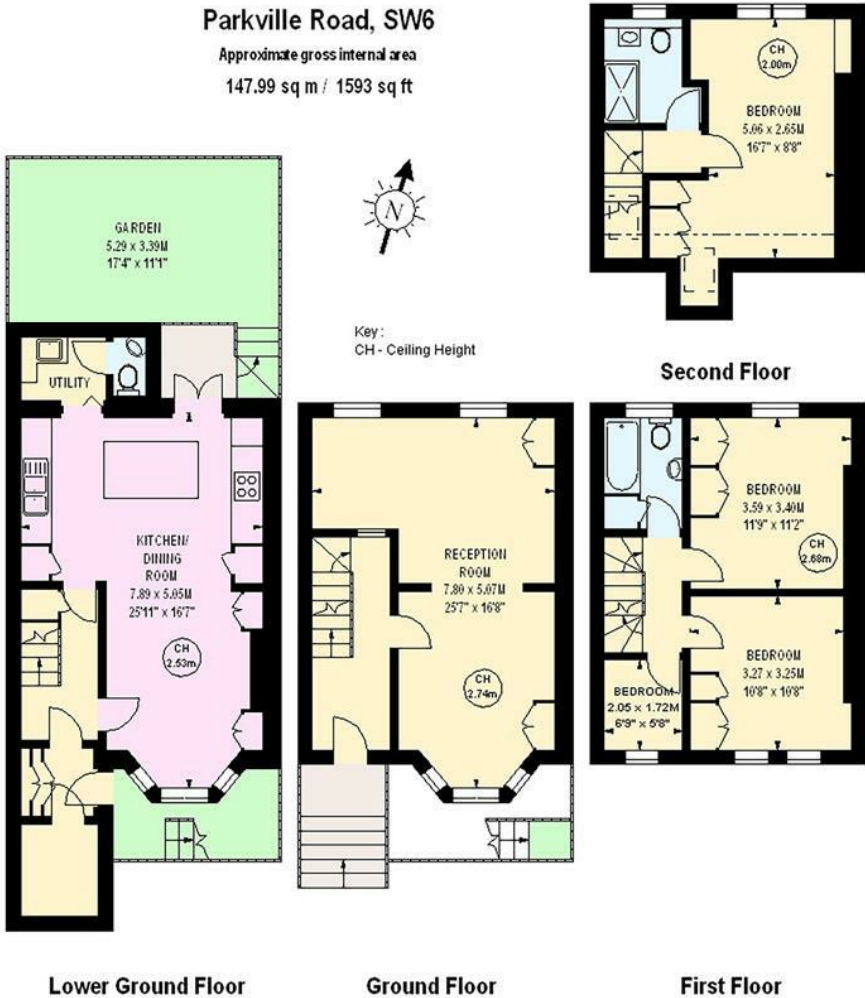 Parkville Road, SW6
Approximate gross internal area
147.99 sq m / 1593 sq ft
N
Key :
CH - Ceiling Height
GARDEN
5.29 x 3.39M
17'4" x 11'1"
UTILITY
KITCHEN/
DINING
ROOM
7.89 x 5.05M
25'11" x 16'7"
CH
2.53m
Lower Ground Floor
RECEPTION
ROOM
7.80 x 5.07M
25'7" x 16'8"
CH
2.74m
Ground Floor
CH
2.00m
BEDROOM
5.06 x 2.65M
16'7" x 8'8"
Second Floor
BEDROOM
3.59 x 3.40M
11'9" x 11'2"
CH
2.68m
BEDROOM
3.27 x 3.25M
10'8" x 10'8"
BEDROOM
2.05 x 1.72M
6'9" x 5'8"
First Floor